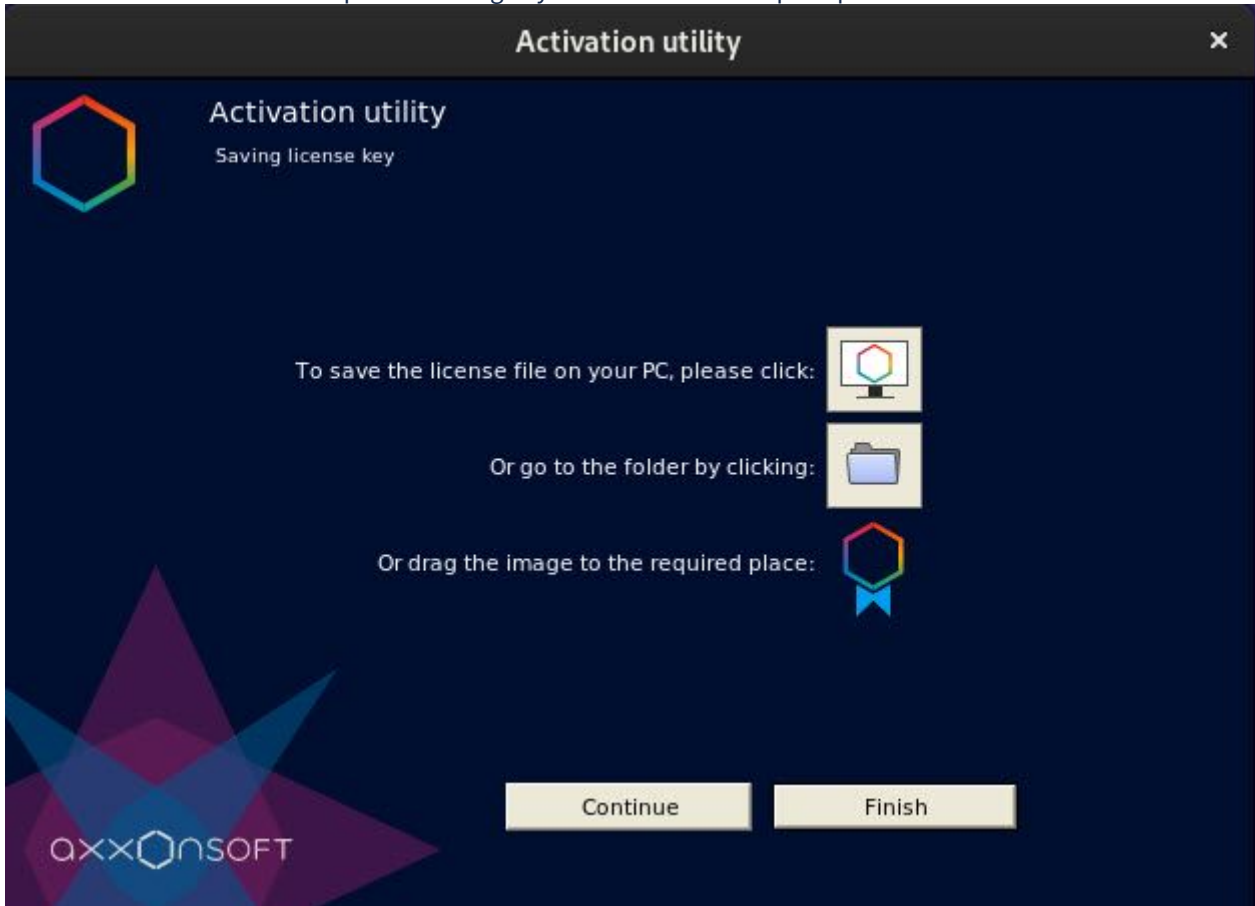 Activation utility
Activation utility
Saving license key
To save the license file on your PC, please click:
Or go to the folder by clicking:
Or drag the image to the required place:
Continue
Finish
axxonsoft